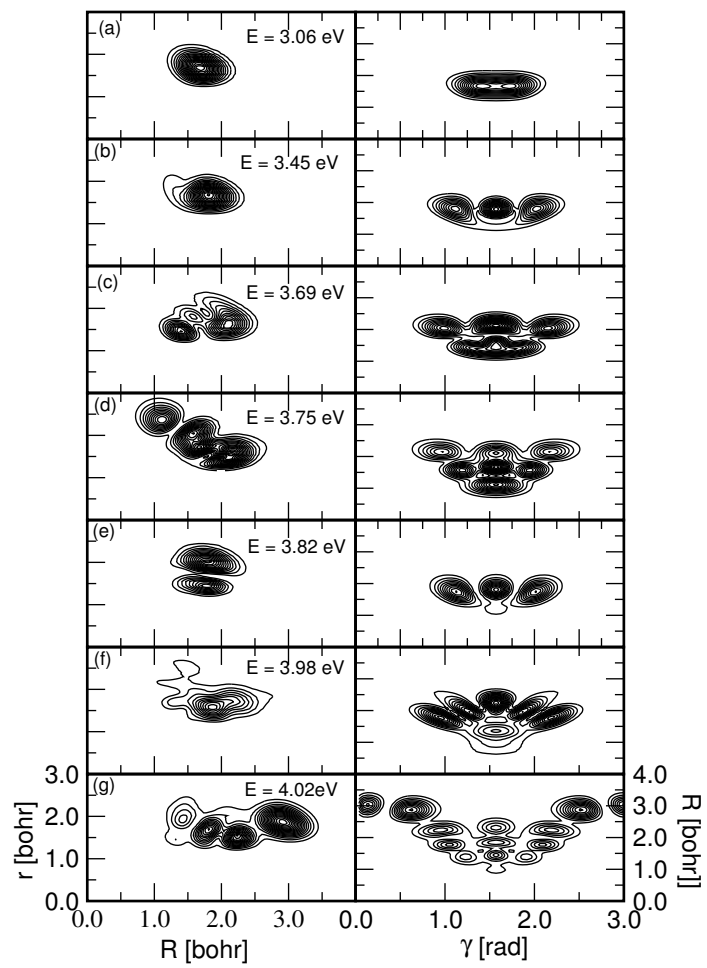 (a) E = 3.06 eV
(b) E = 3.45 eV
(c) E = 3.69 eV
(d) E = 3.75 eV
(e) E = 3.82 eV
(f) E = 3.98 eV
(g) E = 4.02eV
3.0
2.0
1.0
0.0
r [bohr]
4.0
3.0
2.0
1.0
0.0
R [bohr]]
0.0 1.0 2.0 3.0 0.0 1.0 2.0 3.0
R [bohr] γ [rad]